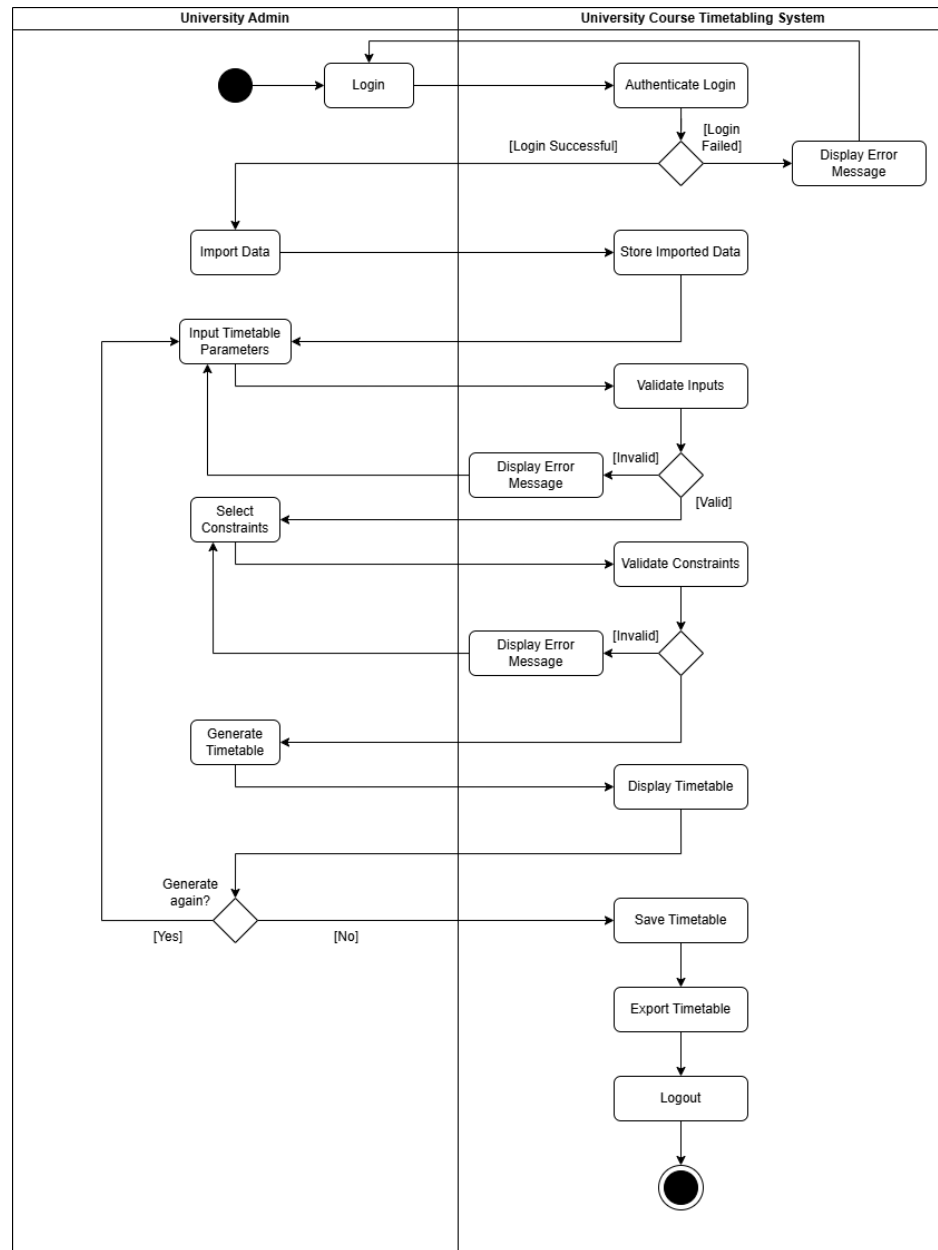 University Admin
University Course Timetabling System
Login
Authenticate Login
[Login Successful]
[Login
Failed]
Display Error
Message
Import Data
Store Imported Data
Input Timetable
Parameters
Validate Inputs
Display Error
Message
[Invalid]
[Valid]
Select
Constraints
Validate Constraints
Display Error
Message
[Invalid]
Generate
Timetable
Display Timetable
Generate
again?
[Yes]
[No]
Save Timetable
Export Timetable
Logout